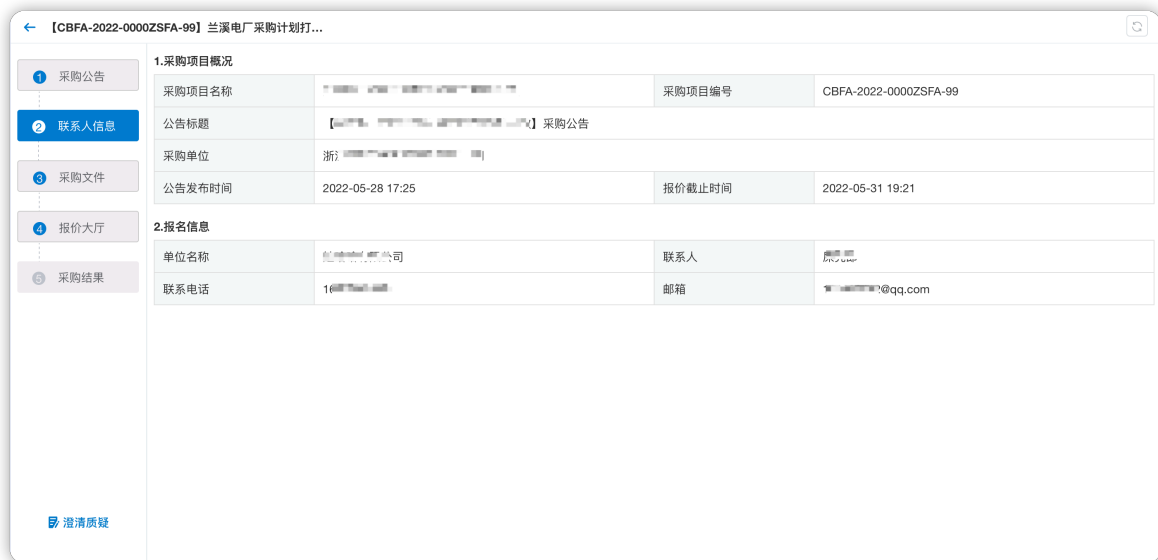 【CBFA-2022-0000ZSFA-99】兰溪电厂采购计划打...
1 采购公告
2 联系人信息
3 采购文件
4 报价大厅
5 采购结果
澄清质疑
1.采购项目概况
采购项目名称 采购项目编号 CBFA-2022-0000ZSFA-99
公告标题 【 】采购公告
采购单位
公告发布时间 2022-05-28 17:25 报价截止时间 2022-05-31 19:21
2.报名信息
单位名称 公司 联系人
联系电话 邮箱 @qq.com